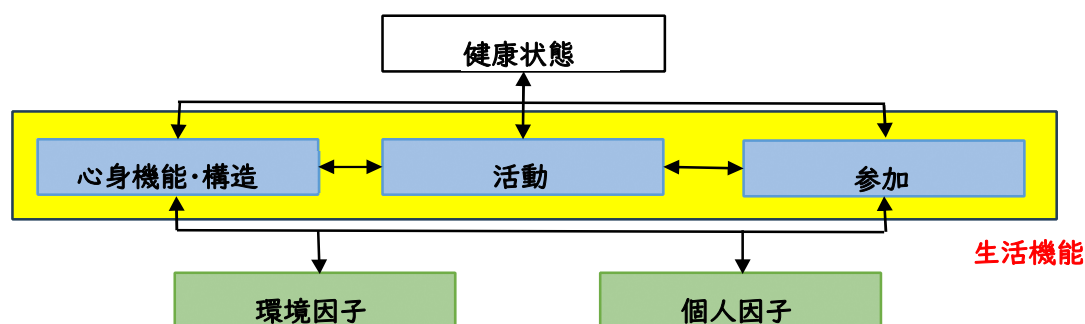 健康状態
心身機能・構造
活動
参加
生活機能
環境因子
個人因子